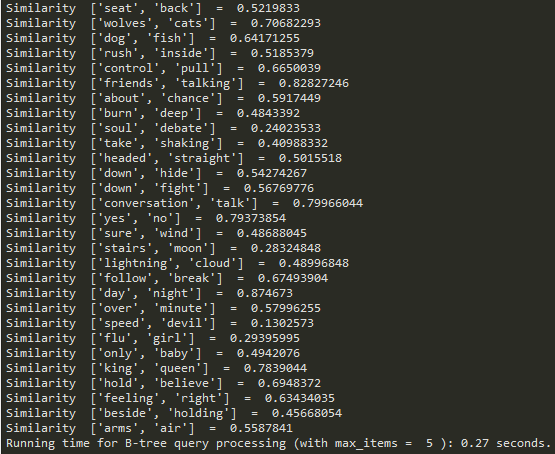 Similarity  ['seat', 'back']  =  0.5219833
Similarity  ['wolves', 'cats']  =  0.70682293
Similarity  ['dog', 'fish']  =  0.64171255
Similarity  ['rush', 'inside']  =  0.5185379
Similarity  ['control', 'pull']  =  0.6650039
Similarity  ['friends', 'talking']  =  0.82827246
Similarity  ['about', 'chance']  =  0.5917449
Similarity  ['burn', 'deep']  =  0.4843392
Similarity  ['soul', 'debate']  =  0.24023533
Similarity  ['take', 'shaking']  =  0.40988332
Similarity  ['headed', 'straight']  =  0.5015518
Similarity  ['down', 'hide']  =  0.54274267
Similarity  ['down', 'fight']  =  0.56769776
Similarity  ['conversation', 'talk']  =  0.79966044
Similarity  ['yes', 'no']  =  0.79373854
Similarity  ['sure', 'wind']  =  0.48688045
Similarity  ['stairs', 'moon']  =  0.28324848
Similarity  ['lightning', 'cloud']  =  0.48996848
Similarity  ['follow', 'break']  =  0.67493904
Similarity  ['day', 'night']  =  0.874673
Similarity  ['over', 'minute']  =  0.57996255
Similarity  ['speed', 'devil']  =  0.1302573
Similarity  ['flu', 'girl']  =  0.29395995
Similarity  ['only', 'baby']  =  0.4942076
Similarity  ['king', 'queen']  =  0.7839044
Similarity  ['hold', 'believe']  =  0.6948372
Similarity  ['feeling', 'right']  =  0.63434035
Similarity  ['beside', 'holding']  =  0.45668054
Similarity  ['arms', 'air']  =  0.5587841
Running time for B-tree query processing (with max_items =  5 ): 0.27 seconds.